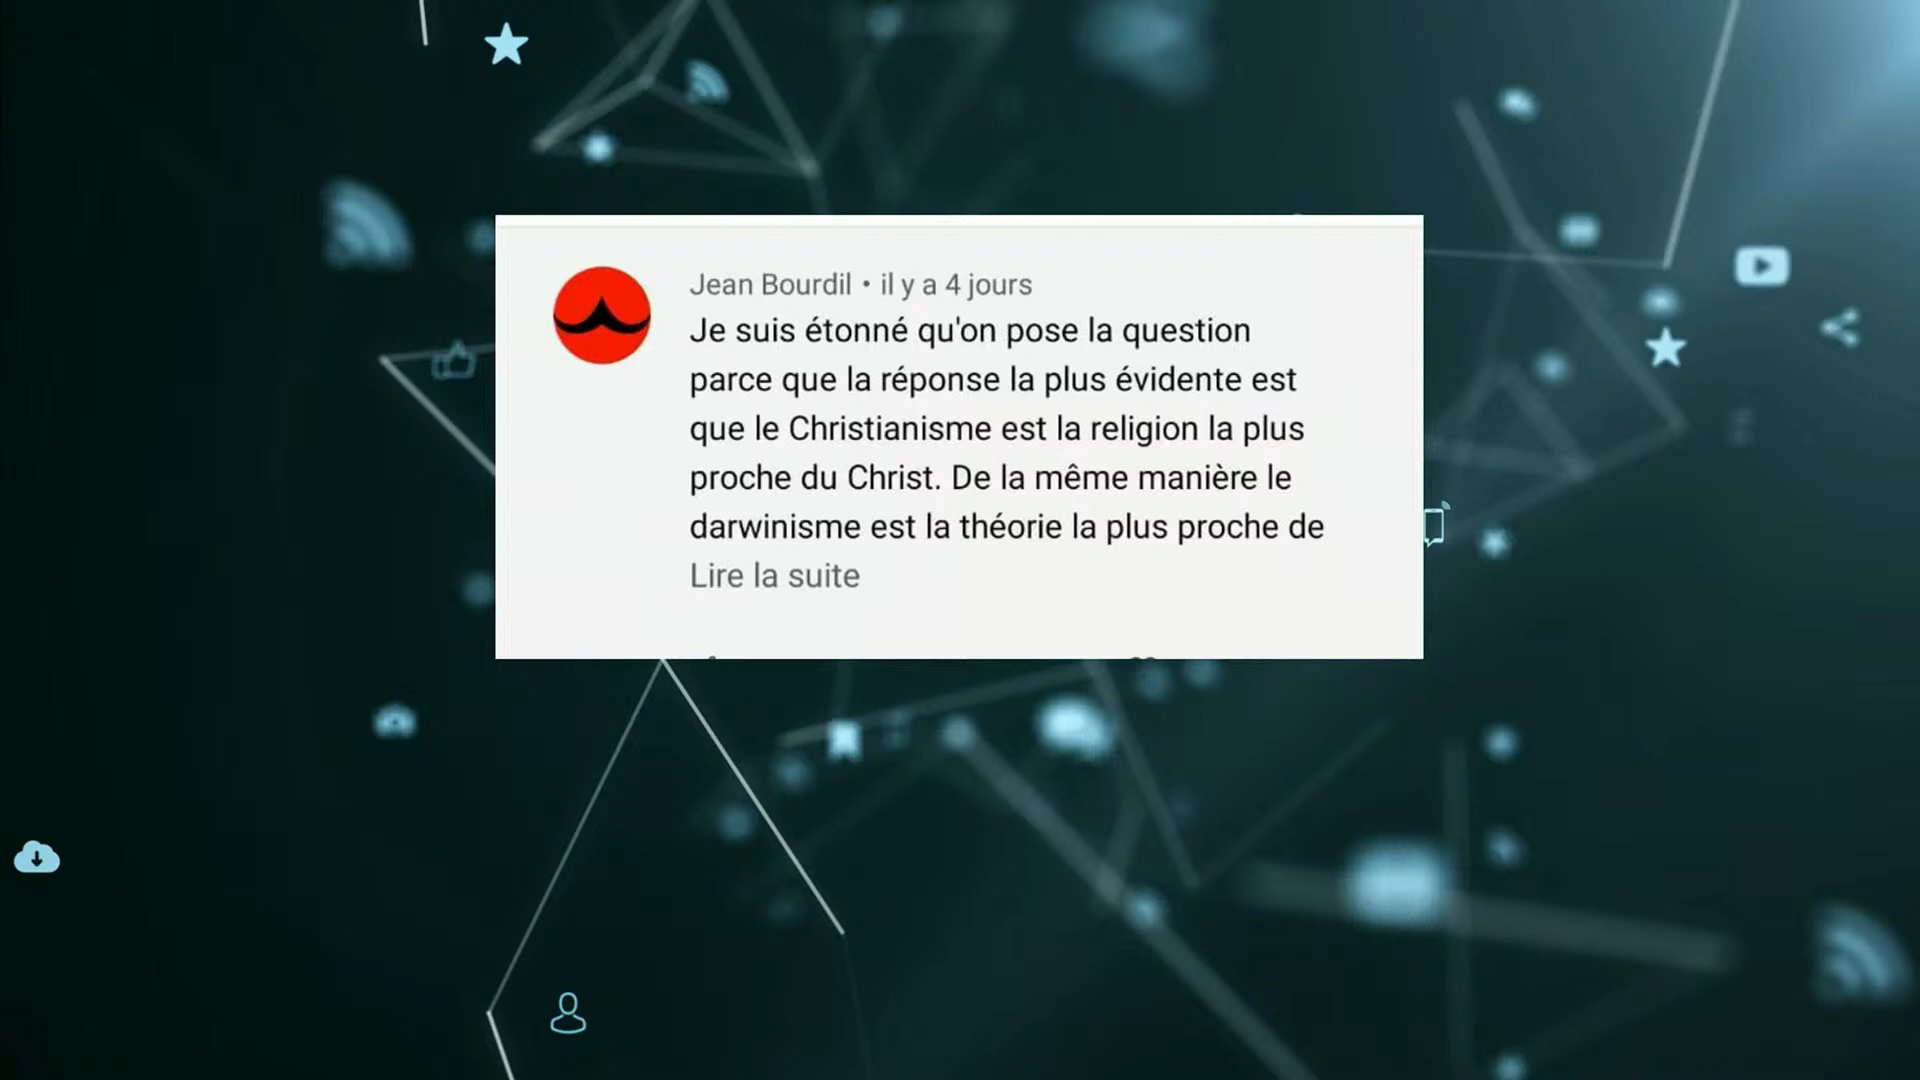 Jean Bourdil • il y a 4 jours
Je suis étonné qu'on pose la question
parce que la réponse la plus évidente est
que le Christianisme est la religion la plus
proche du Christ. De la même manière le
darwinisme est la théorie la plus proche de
Lire la suite